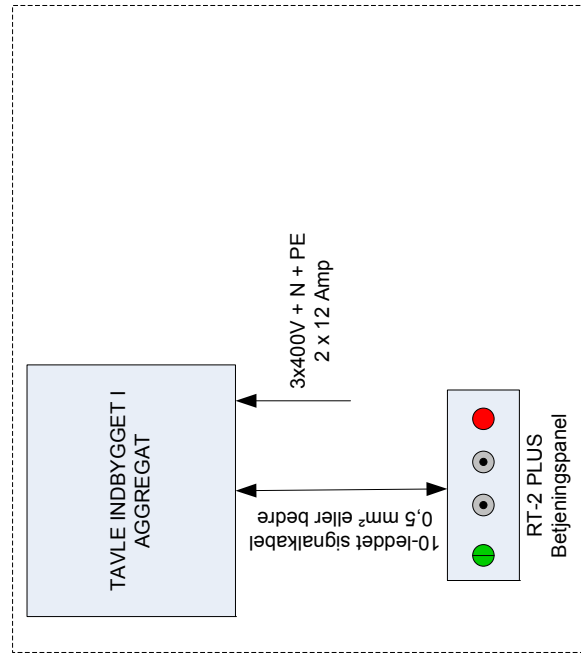 TAVLE INDBYGGET I
AGGREGAT
3x400V + N + PE
2 x 12 Amp
10-leddet signalkabel
0,5 mm² eller bedre
RT-2 PLUS
Betjeningspanel